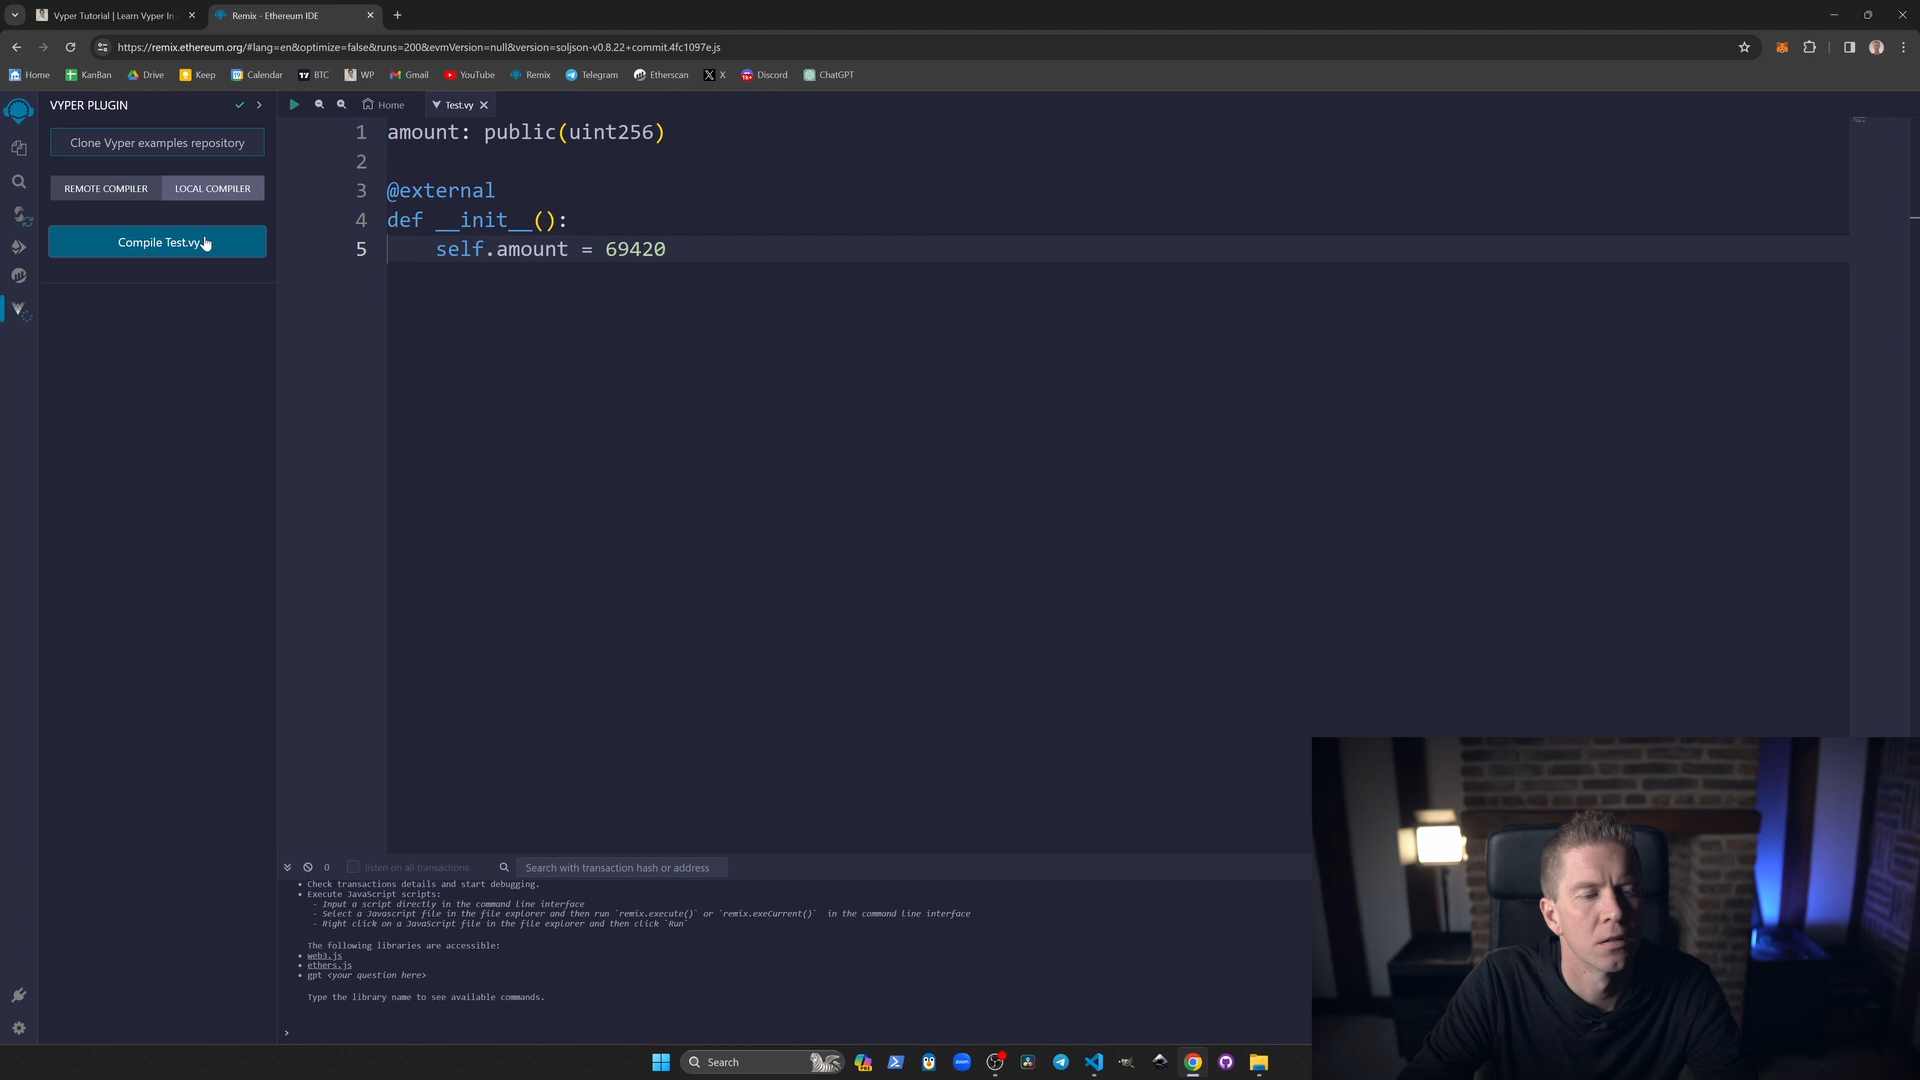 Vyper Tutorial | Learn Vyper In
Remix - Ethereum IDE
https://remix.ethereum.org/#lang=en&optimize=false&runs=200&evmVersion=null&version=soljson-v0.8.22+commit.4fc1097e.js
Home KanBan Drive Keep Calendar BTC WP Gmail YouTube Remix Telegram Etherscan X Discord ChatGPT
VYPER PLUGIN
Home
Test.vy
Clone Vyper examples repository
REMOTE COMPILER
LOCAL COMPILER
Compile Test.vy
1 amount: public(uint256)
2
3 @external
4 def __init__():
5 self.amount = 69420
0 listen on all transactions Search with transaction hash or address
• Check transactions details and start debugging.
• Execute JavaScript scripts:
- Input a script directly in the command line interface
- Select a Javascript file in the file explorer and then run `remix.execute()` or `remix.exeCurrent()` in the command line interface
- Right click on a JavaScript file in the file explorer and then click `Run`
The following libraries are accessible:
• web3.js
• ethers.js
• gpt <your question here>
Type the library name to see available commands.
>
Search
zoom